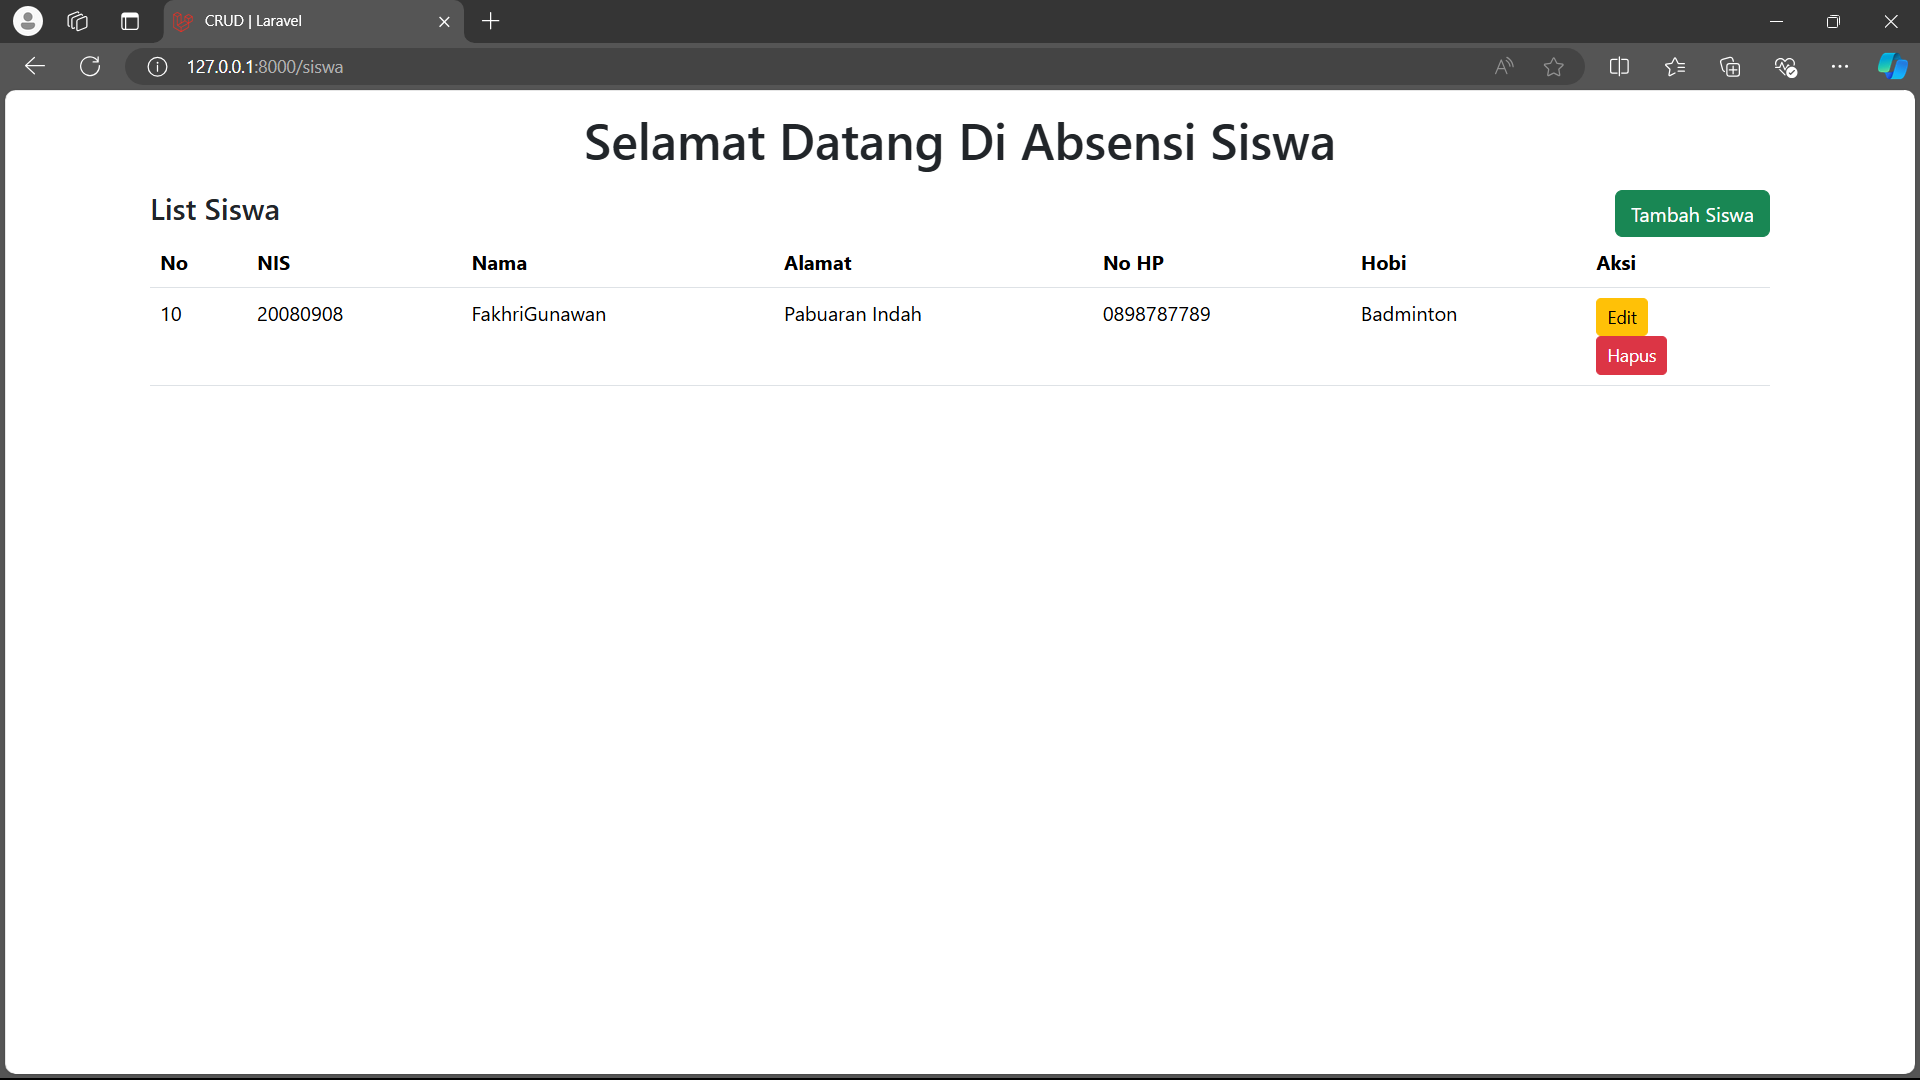 CRUD | Laravel
127.0.0.1:8000/siswa
Selamat Datang Di Absensi Siswa
List Siswa
Tambah Siswa
No NIS Nama Alamat No HP Hobi Aksi
10 20080908 FakhriGunawan Pabuaran Indah 0898787789 Badminton Edit
Hapus